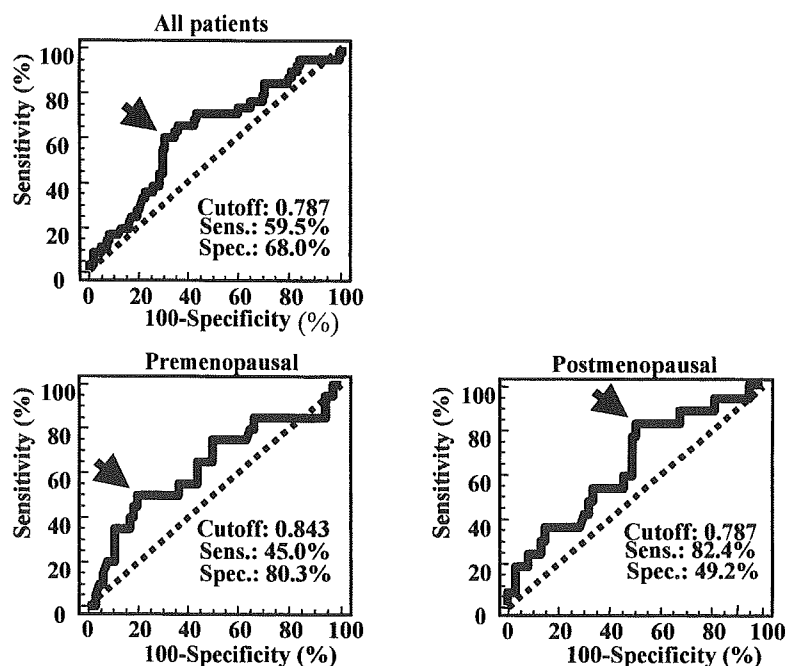 All patients
Sensitivity (%)
100
80
60
40
20
0
Cutoff: 0.787
Sens.: 59.5%
Spec.: 68.0%
0 20 40 60 80 100
100-Specificity (%)
Premenopausal
Sensitivity (%)
100
80
60
40
20
0
Cutoff: 0.843
Sens.: 45.0%
Spec.: 80.3%
0 20 40 60 80 100
100-Specificity (%)
Postmenopausal
Sensitivity (%)
100
80
60
40
20
0
Cutoff: 0.787
Sens.: 82.4%
Spec.: 49.2%
0 20 40 60 80 100
100-Specificity (%)